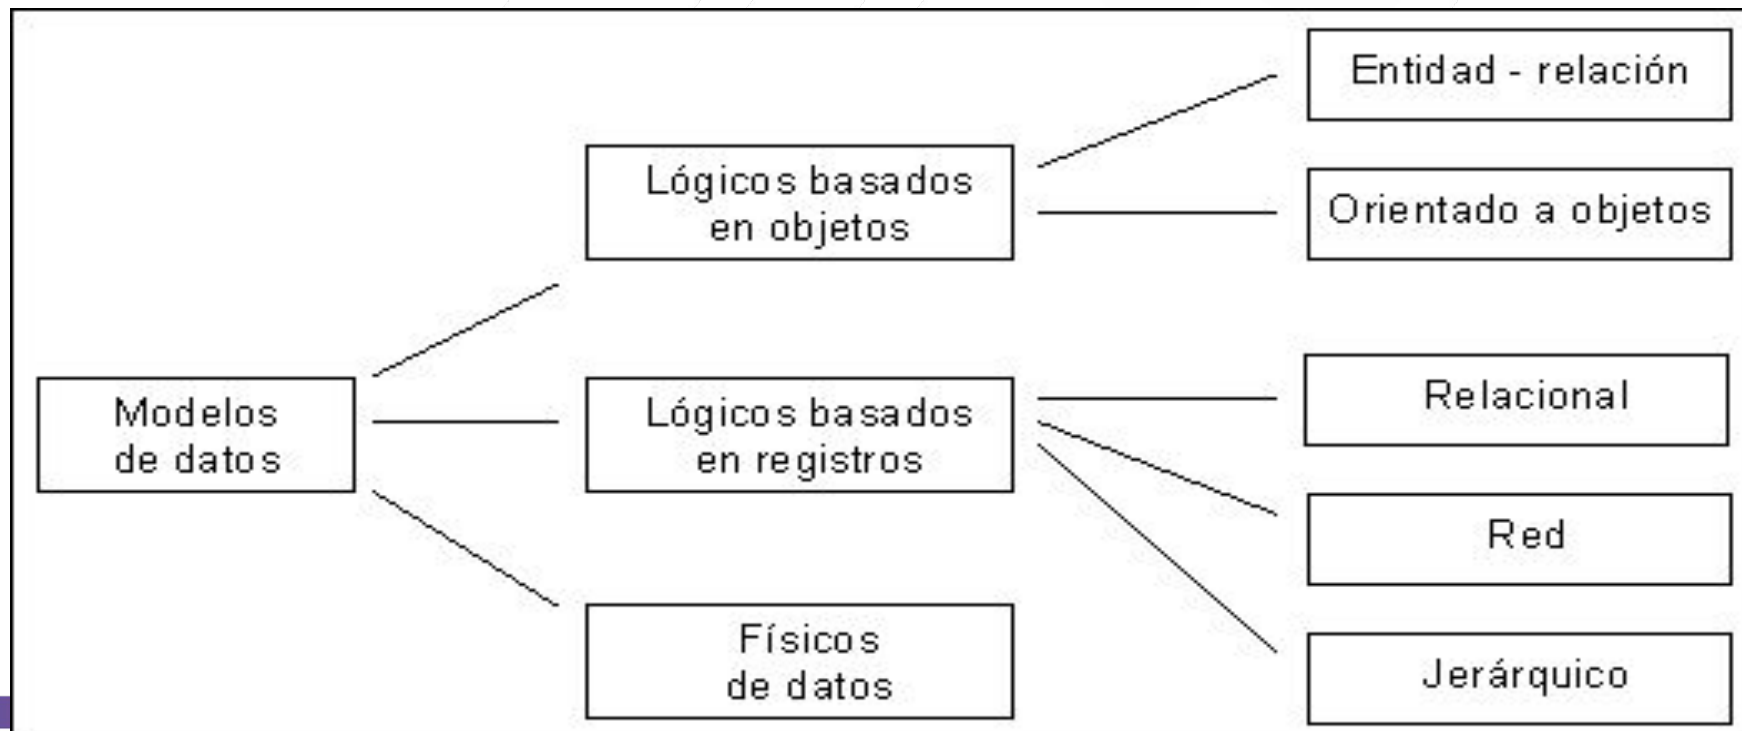 Entidad - relación
Lógicos basados
en objetos
Orientado a objetos
Modelos
de datos
Lógicos basados
en registros
Relacional
Red
Físicos
de datos
Jerárquico